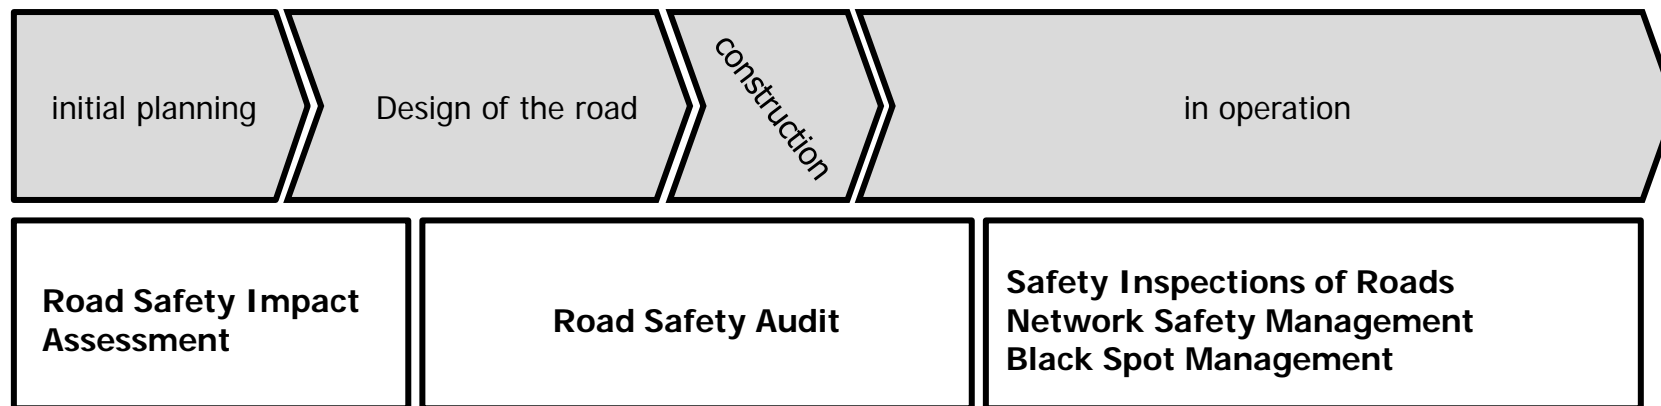 initial planning
Design of the road
construction
in operation
Road Safety Impact
Assessment
Road Safety Audit
Safety Inspections of Roads
Network Safety Management
Black Spot Management